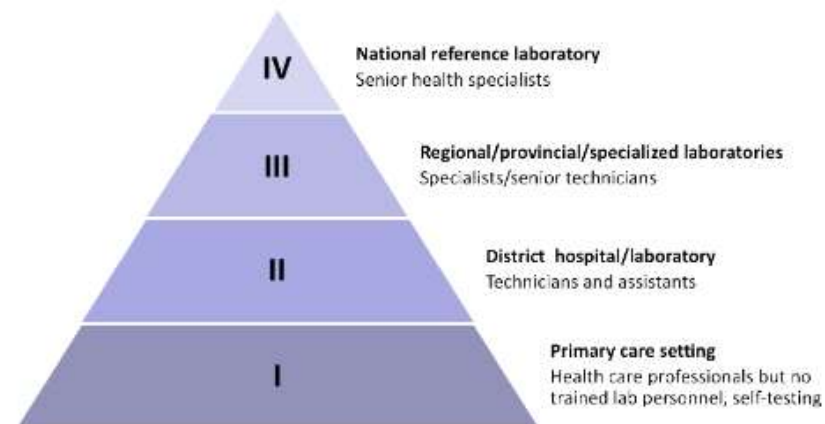 IV
National reference laboratory
Senior health specialists
III
Regional/provincial/specialized laboratories
Specialists/senior technicians
II
District hospital/laboratory
Technicians and assistants
I
Primary care setting
Health care professionals but no
trained lab personnel, self-testing